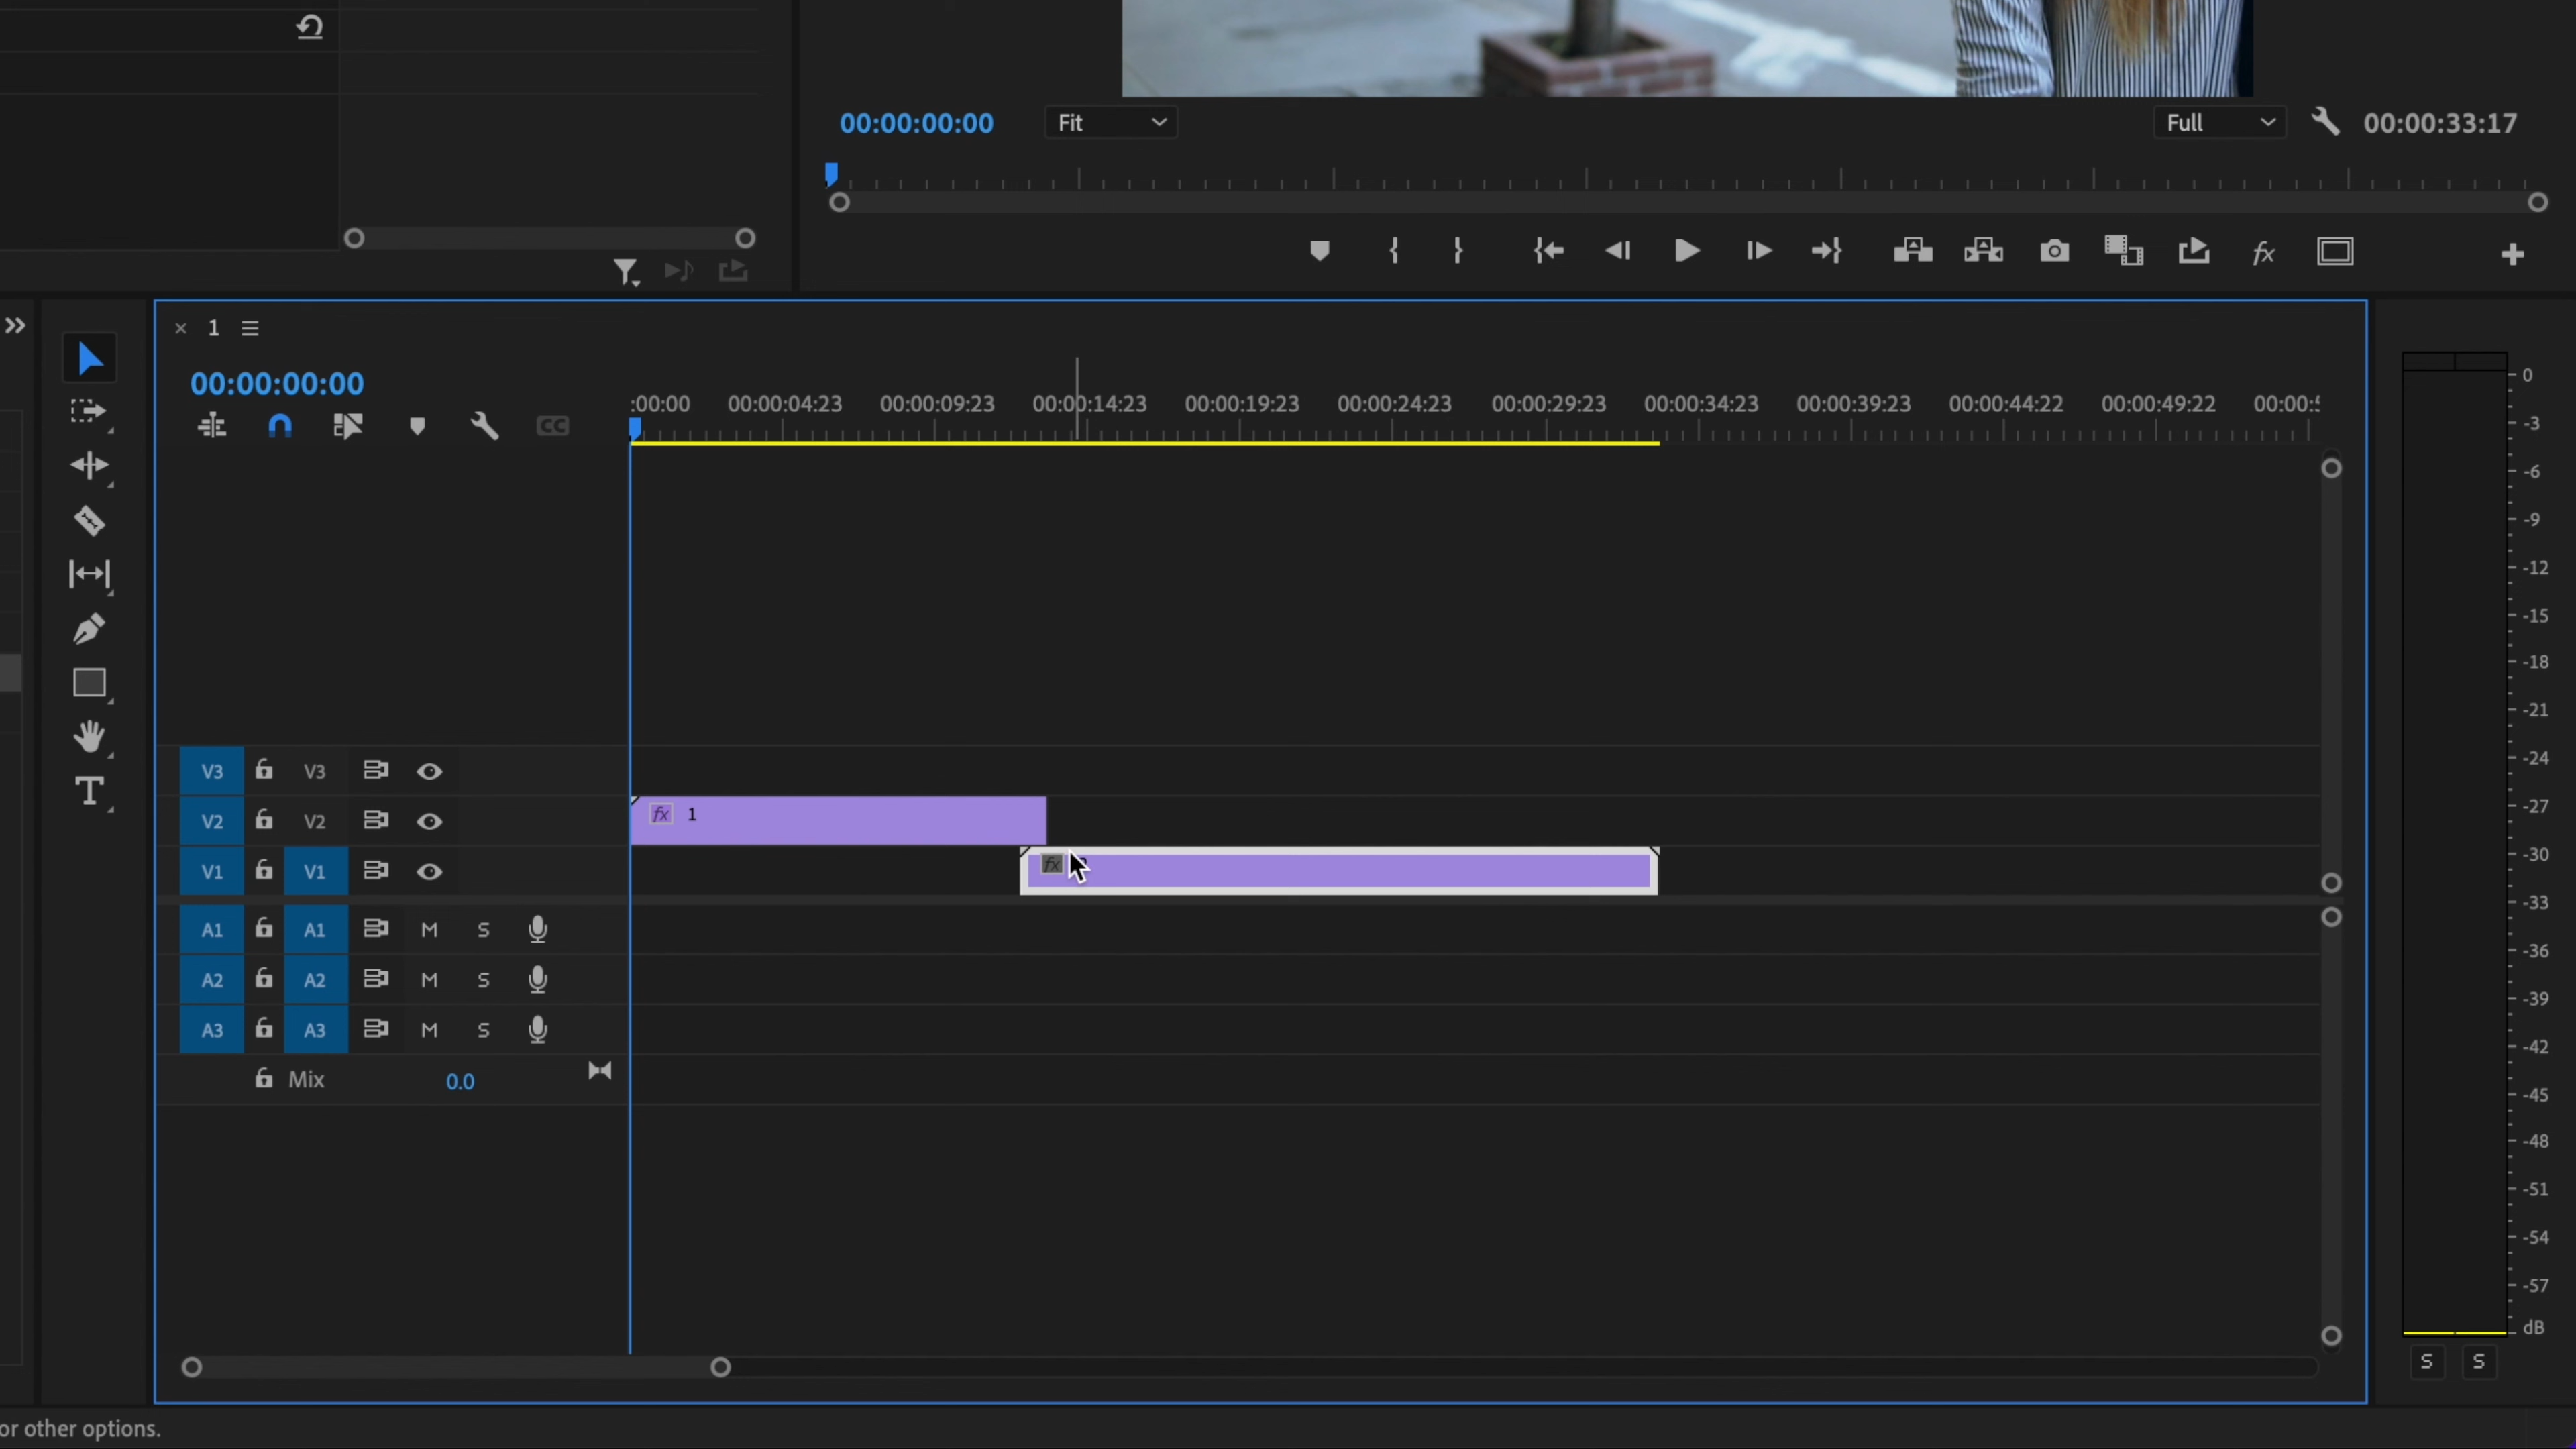 00:00:00:00 Fit Full 00:00:33:17
1
00:00:00:00
:00:00 00:00:04:23 00:00:09:23 00:00:14:23 00:00:19:23 00:00:24:23 00:00:29:23 00:00:34:23 00:00:39:23 00:00:44:22 00:00:49:22
CC
fx
V3 V3
V2 V2 fx 1
V1 V1 fx
A1 A1 M S
A2 A2 M S
A3 A3 M S
Mix 0.0
T
0
-3
-6
-9
-12
-15
-18
-21
-24
-27
-30
-33
-36
-39
-42
-45
-48
-51
-54
-57
dB
S S
or other options.